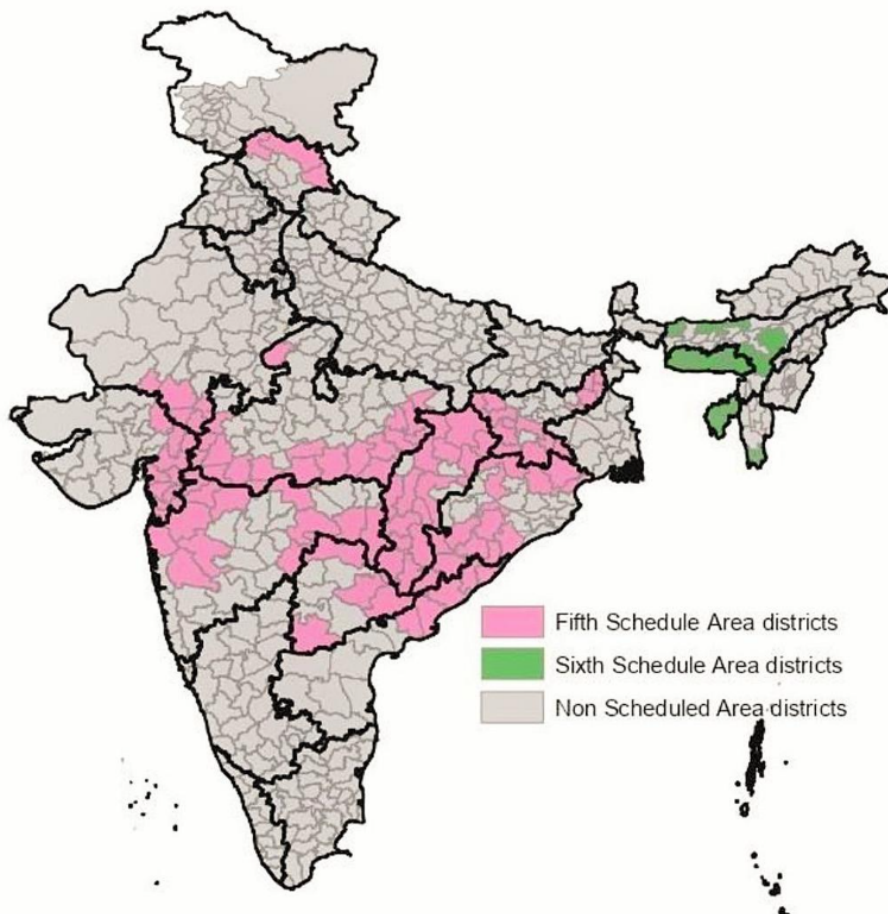 Fifth Schedule Area districts
Sixth Schedule Area districts
Non Scheduled Area districts